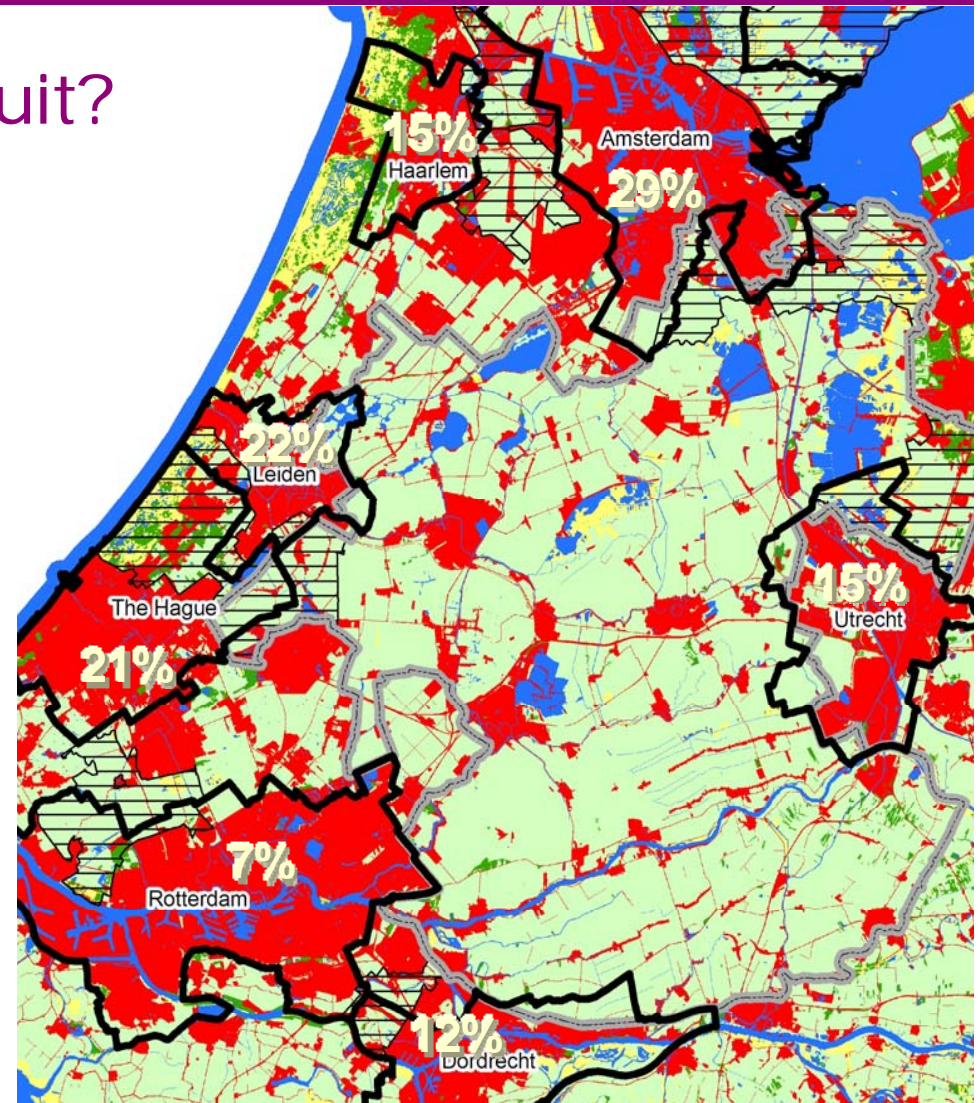 uit?
15%
Haarlem
Amsterdam
29%
22%
Leiden
The Hague
21%
15%
Utrecht
7%
Rotterdam
12%
Dordrecht